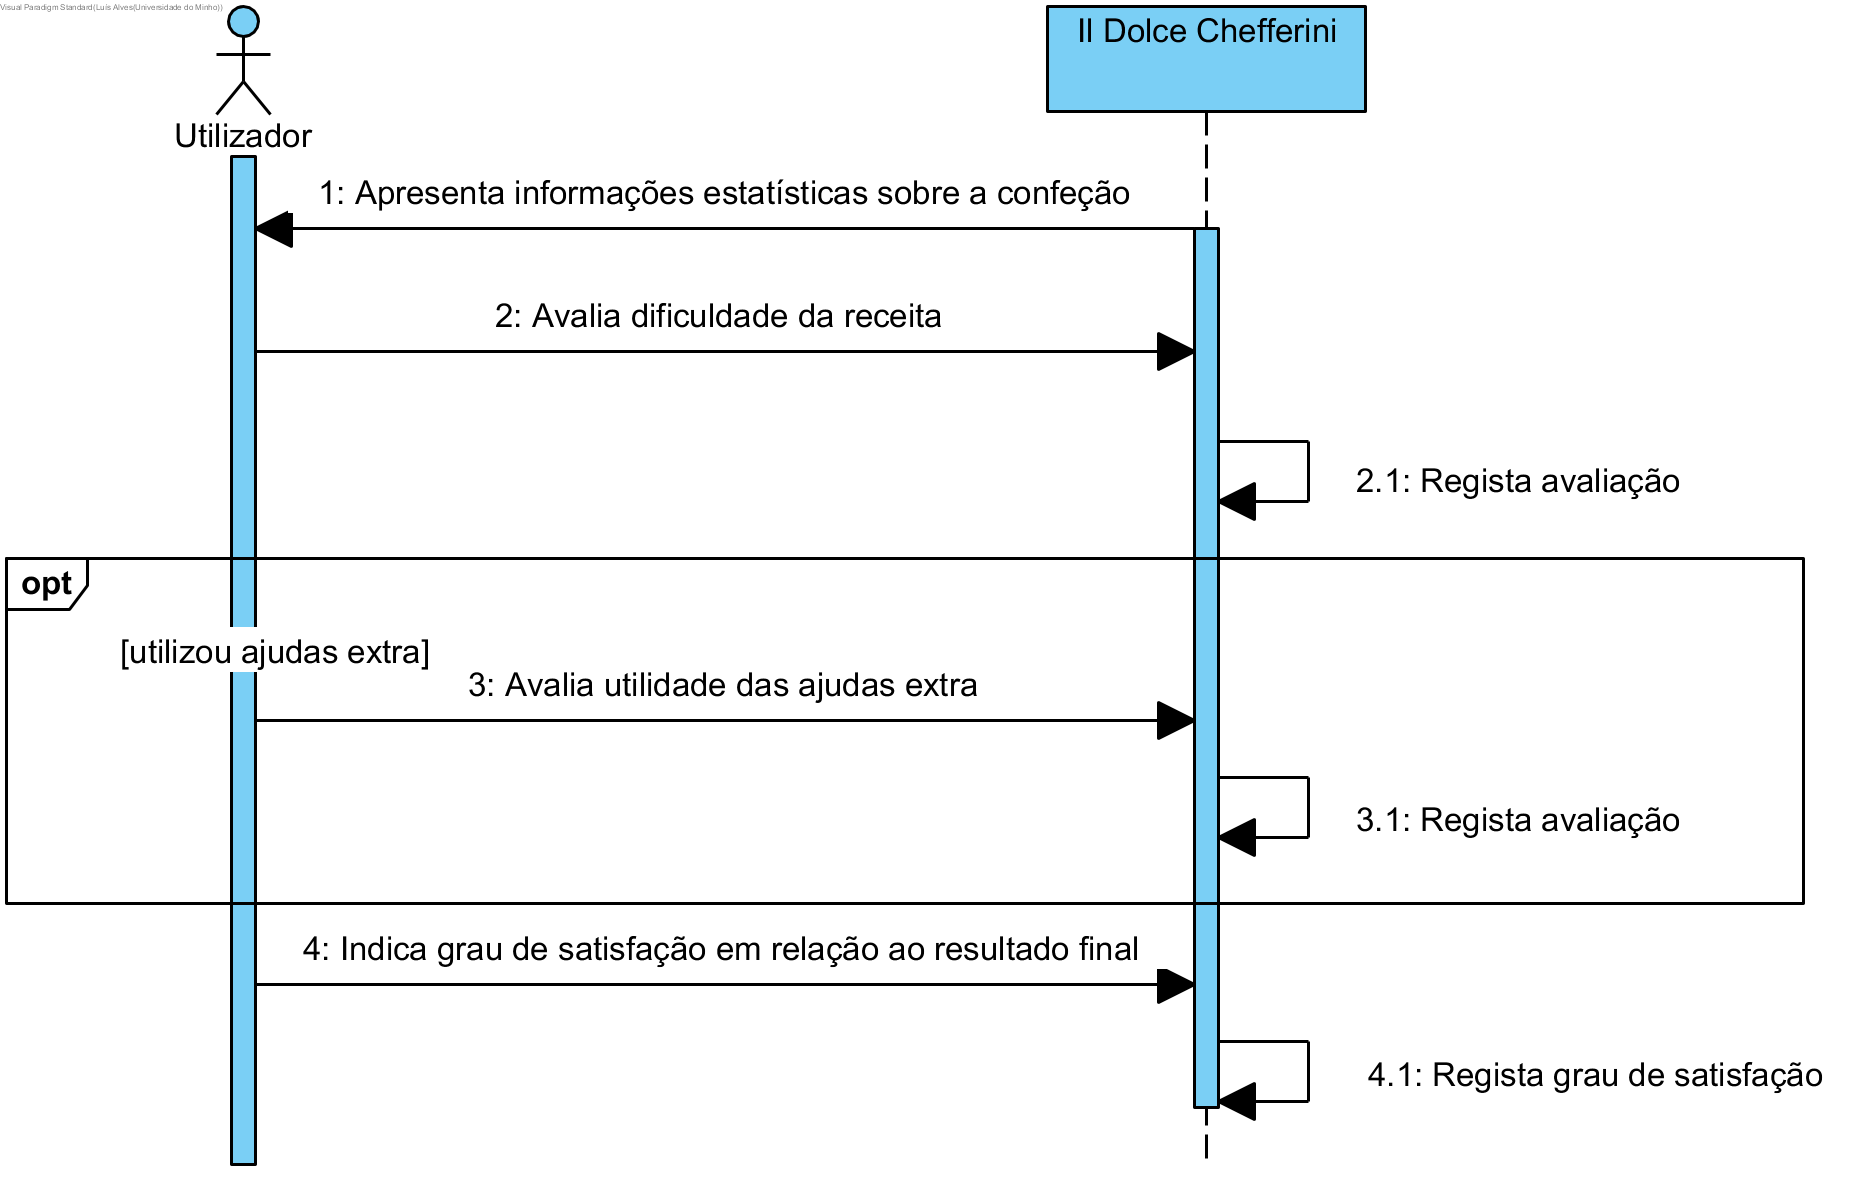 Visual Paradigm Standard(Luís Alves(Universidade do Minho))
Il Dolce Chefferini
Utilizador
1: Apresenta informações estatísticas sobre a confeção
2: Avalia dificuldade da receita
2.1: Regista avaliação
opt
[utilizou ajudas extra]
3: Avalia utilidade das ajudas extra
3.1: Regista avaliação
4: Indica grau de satisfação em relação ao resultado final
4.1: Regista grau de satisfação